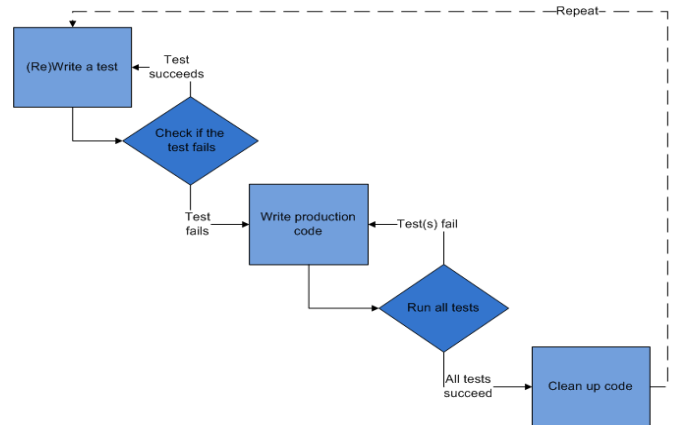 Repeat
(Re)Write a test
Test
succeeds
Check if the
test fails
Test
fails
Write production
code
Test(s) fail
Run all tests
All tests
succeed
Clean up code